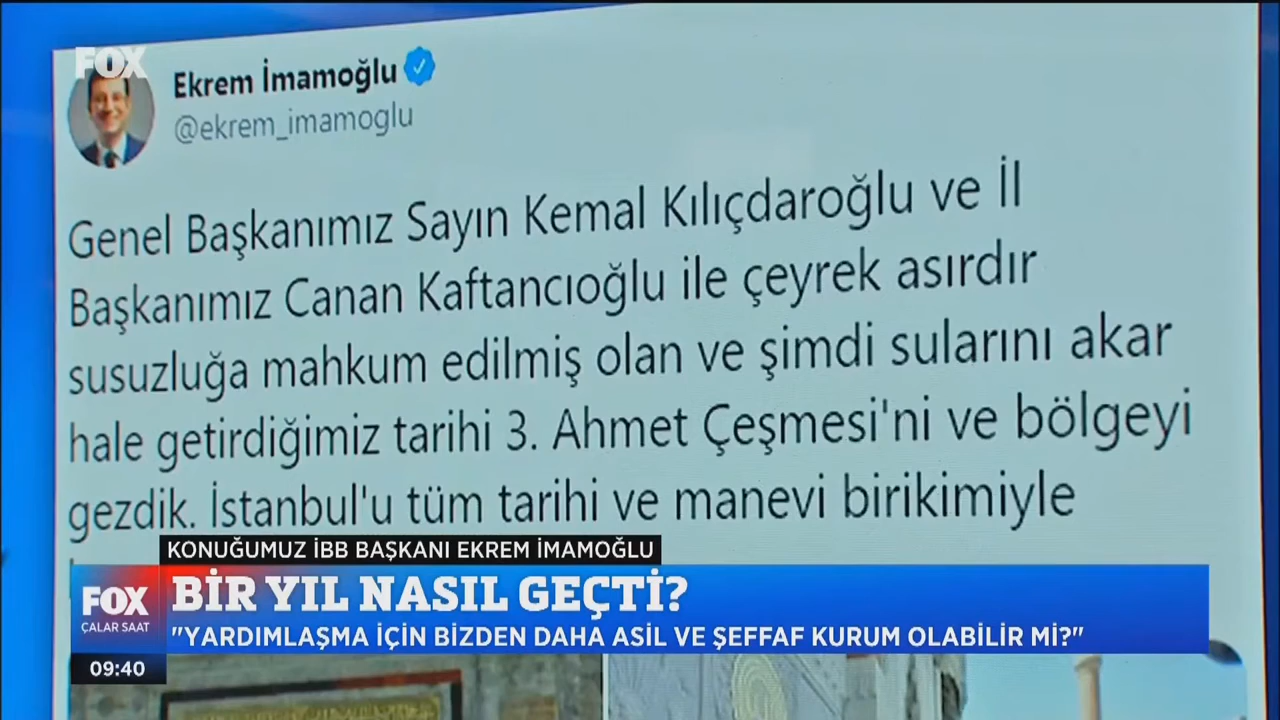 FOX
Ekrem İmamoğlu
@ekrem_imamoglu
Genel Başkanımız Sayın Kemal Kılıçdaroğlu ve İl
Başkanımız Canan Kaftancıoğlu ile çeyrek asırdır
susuzluğa mahkum edilmiş olan ve şimdi sularını akar
hale getirdiğimiz tarihi 3. Ahmet Çeşmesi'ni ve bölgeyi
gezdik. İstanbul'u tüm tarihi ve manevi birikimiyle
KONUĞUMUZ İBB BAŞKANI EKREM İMAMOĞLU
BİR YIL NASIL GEÇTİ?
FOX
ÇALAR SAAT
"YARDIMLAŞMA İÇİN BİZDEN DAHA ASİL VE ŞEFFAF KURUM OLABİLİR Mİ?"
09:40